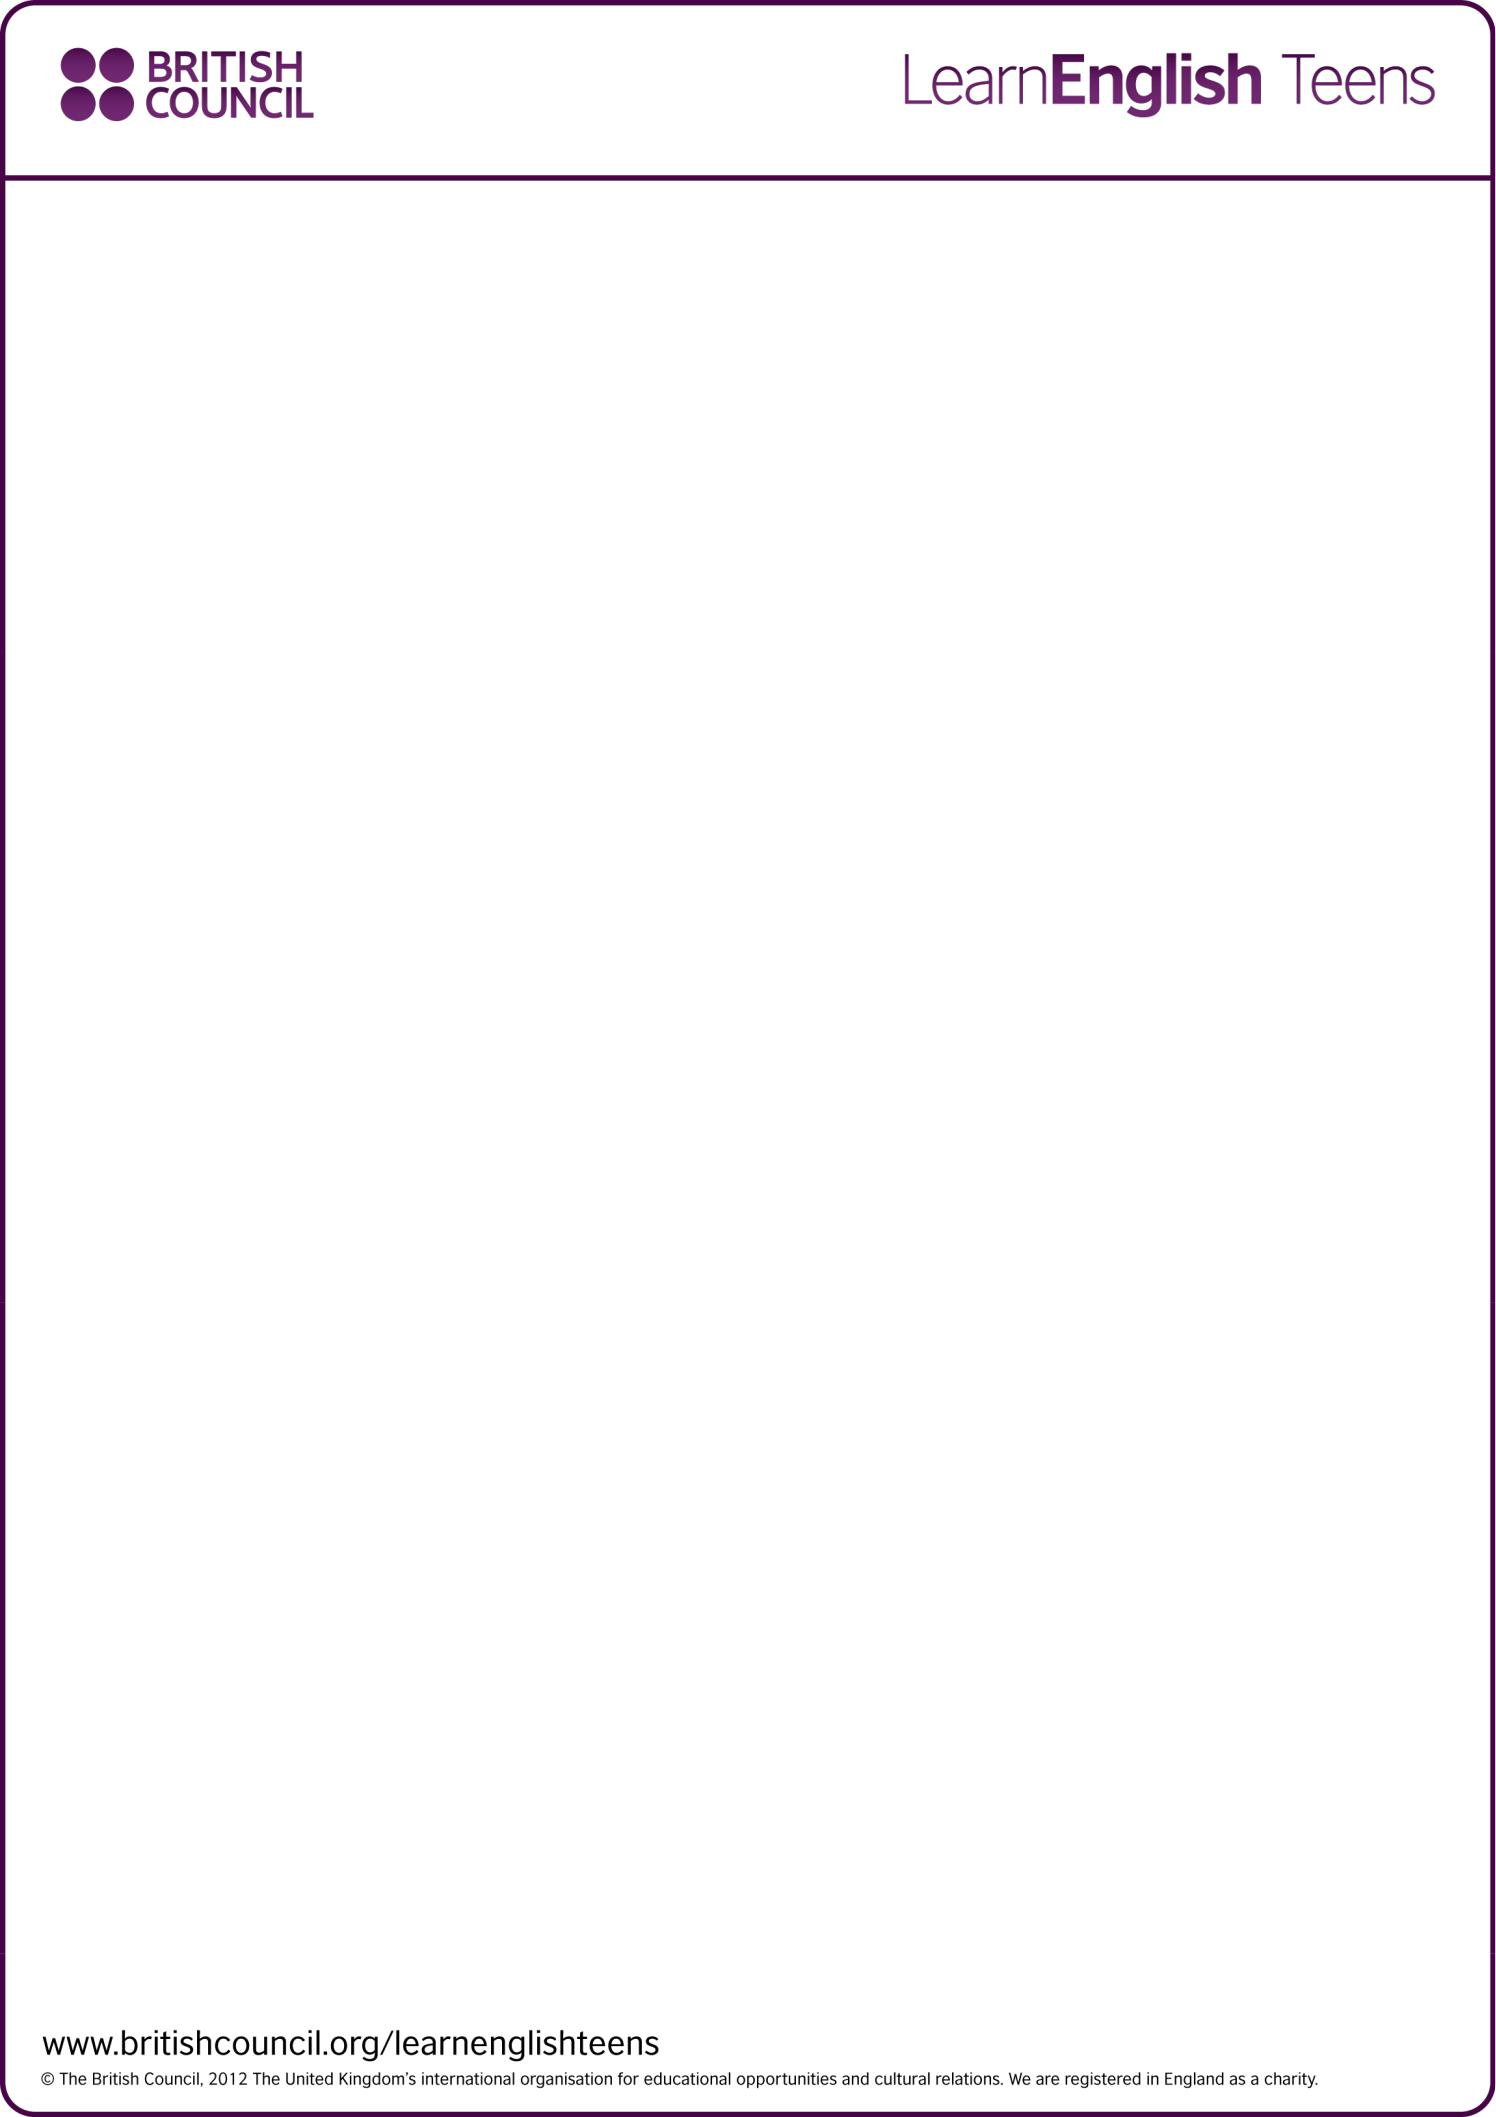 BRITISH
COUNCIL
LearnEnglish Teens
www.britishcouncil.org/learnenglishteens
© The British Council, 2012 The United Kingdom’s international organisation for educational opportunities and cultural relations. We are registered in England as a charity.